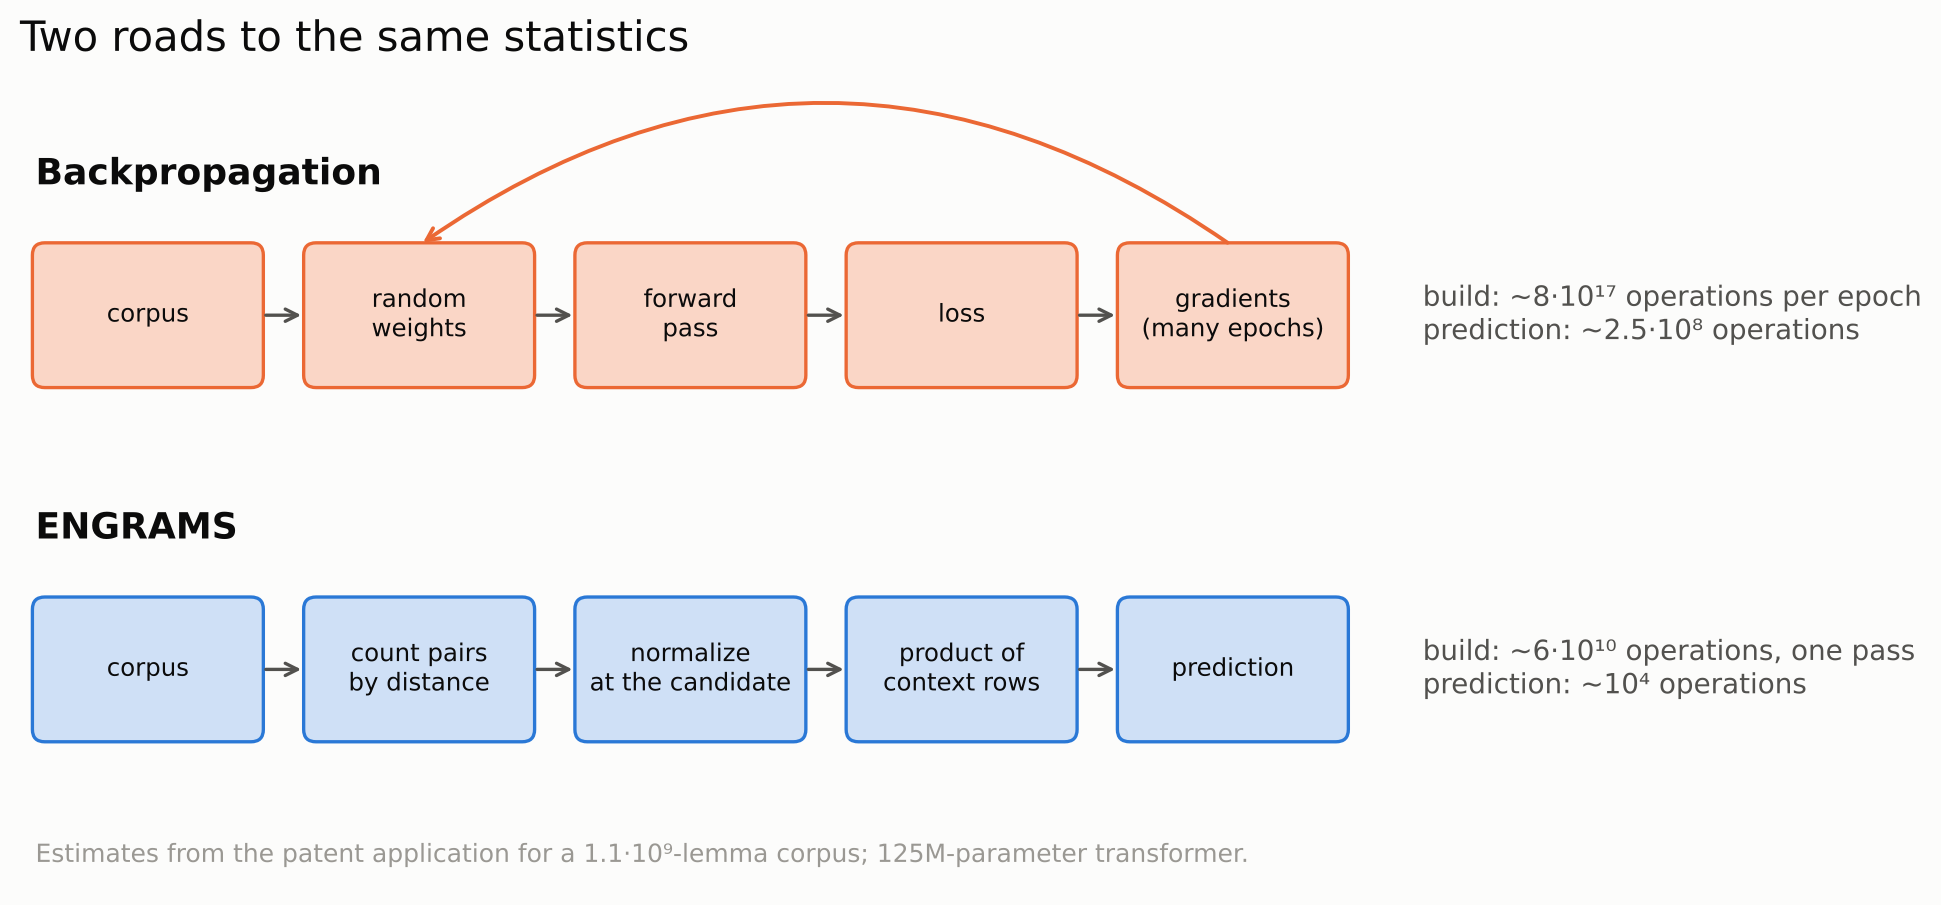 Two roads to the same statistics
Backpropagation
corpus
random
weights
forward
pass
loss
gradients
(many epochs)
build: ~8·10¹⁷ operations per epoch
prediction: ~2.5·10⁸ operations
ENGRAMS
corpus
count pairs
by distance
normalize
at the candidate
product of
context rows
prediction
build: ~6·10¹⁰ operations, one pass
prediction: ~10⁴ operations
Estimates from the patent application for a 1.1·10⁹-lemma corpus; 125M-parameter transformer.